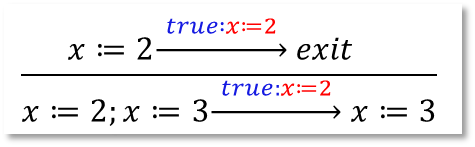 true:x:=2
x := 2 ⟶ exit
true:x:=2
x := 2; x := 3 ⟶ x := 3